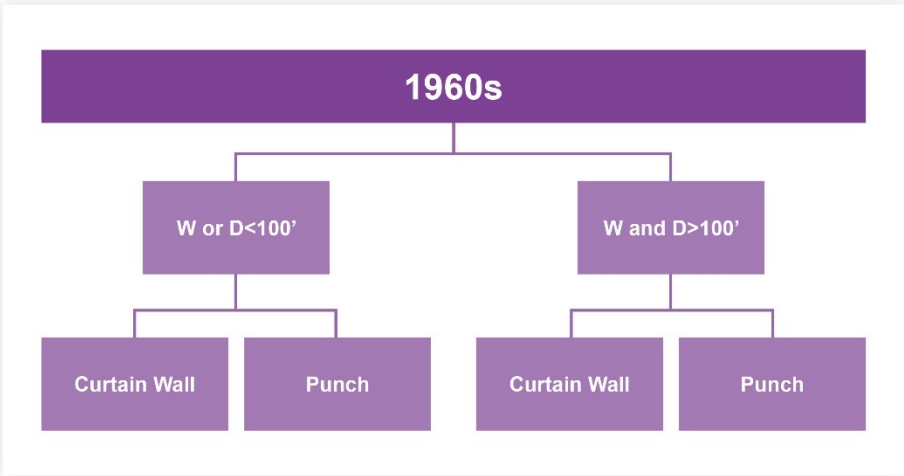 1960s
W or D<100’
W and D>100’
Curtain Wall
Punch
Curtain Wall
Punch